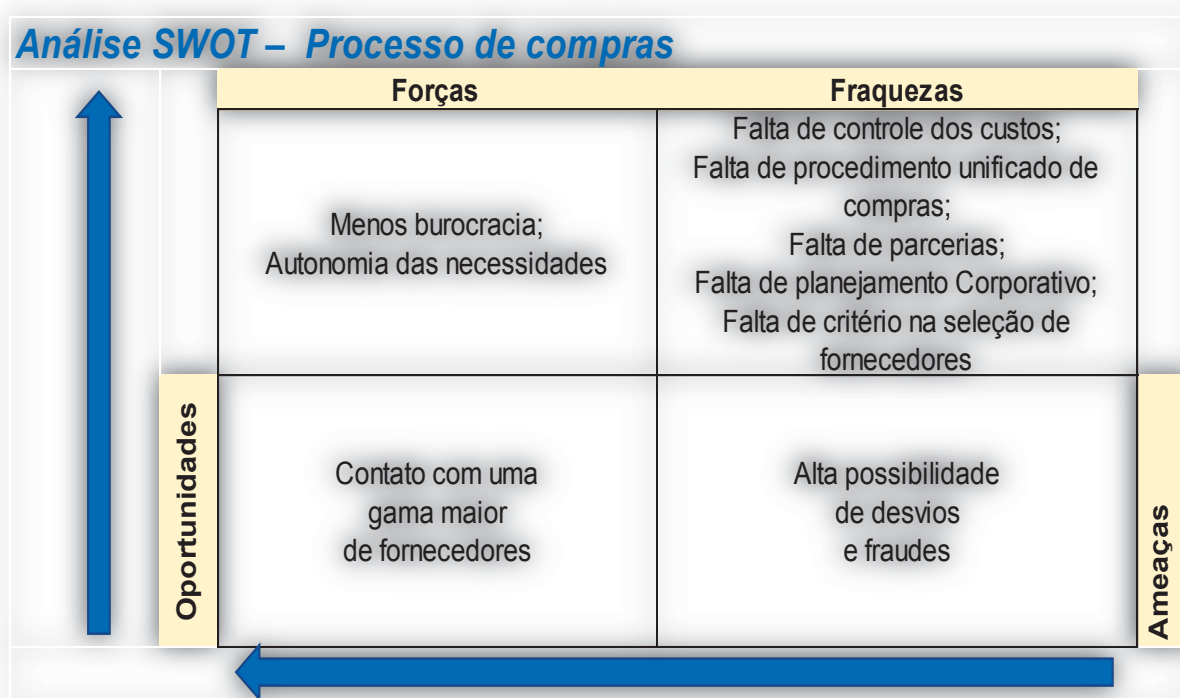 Análise SWOT – Processo de compras
Forças
Fraquezas
Menos burocracia;
Autonomia das necessidades
Falta de controle dos custos;
Falta de procedimento unificado de
compras;
Falta de parcerias;
Falta de planejamento Corporativo;
Falta de critério na seleção de
fornecedores
Oportunidades
Contato com uma
gama maior
de fornecedores
Alta possibilidade
de desvios
e fraudes
Ameaças